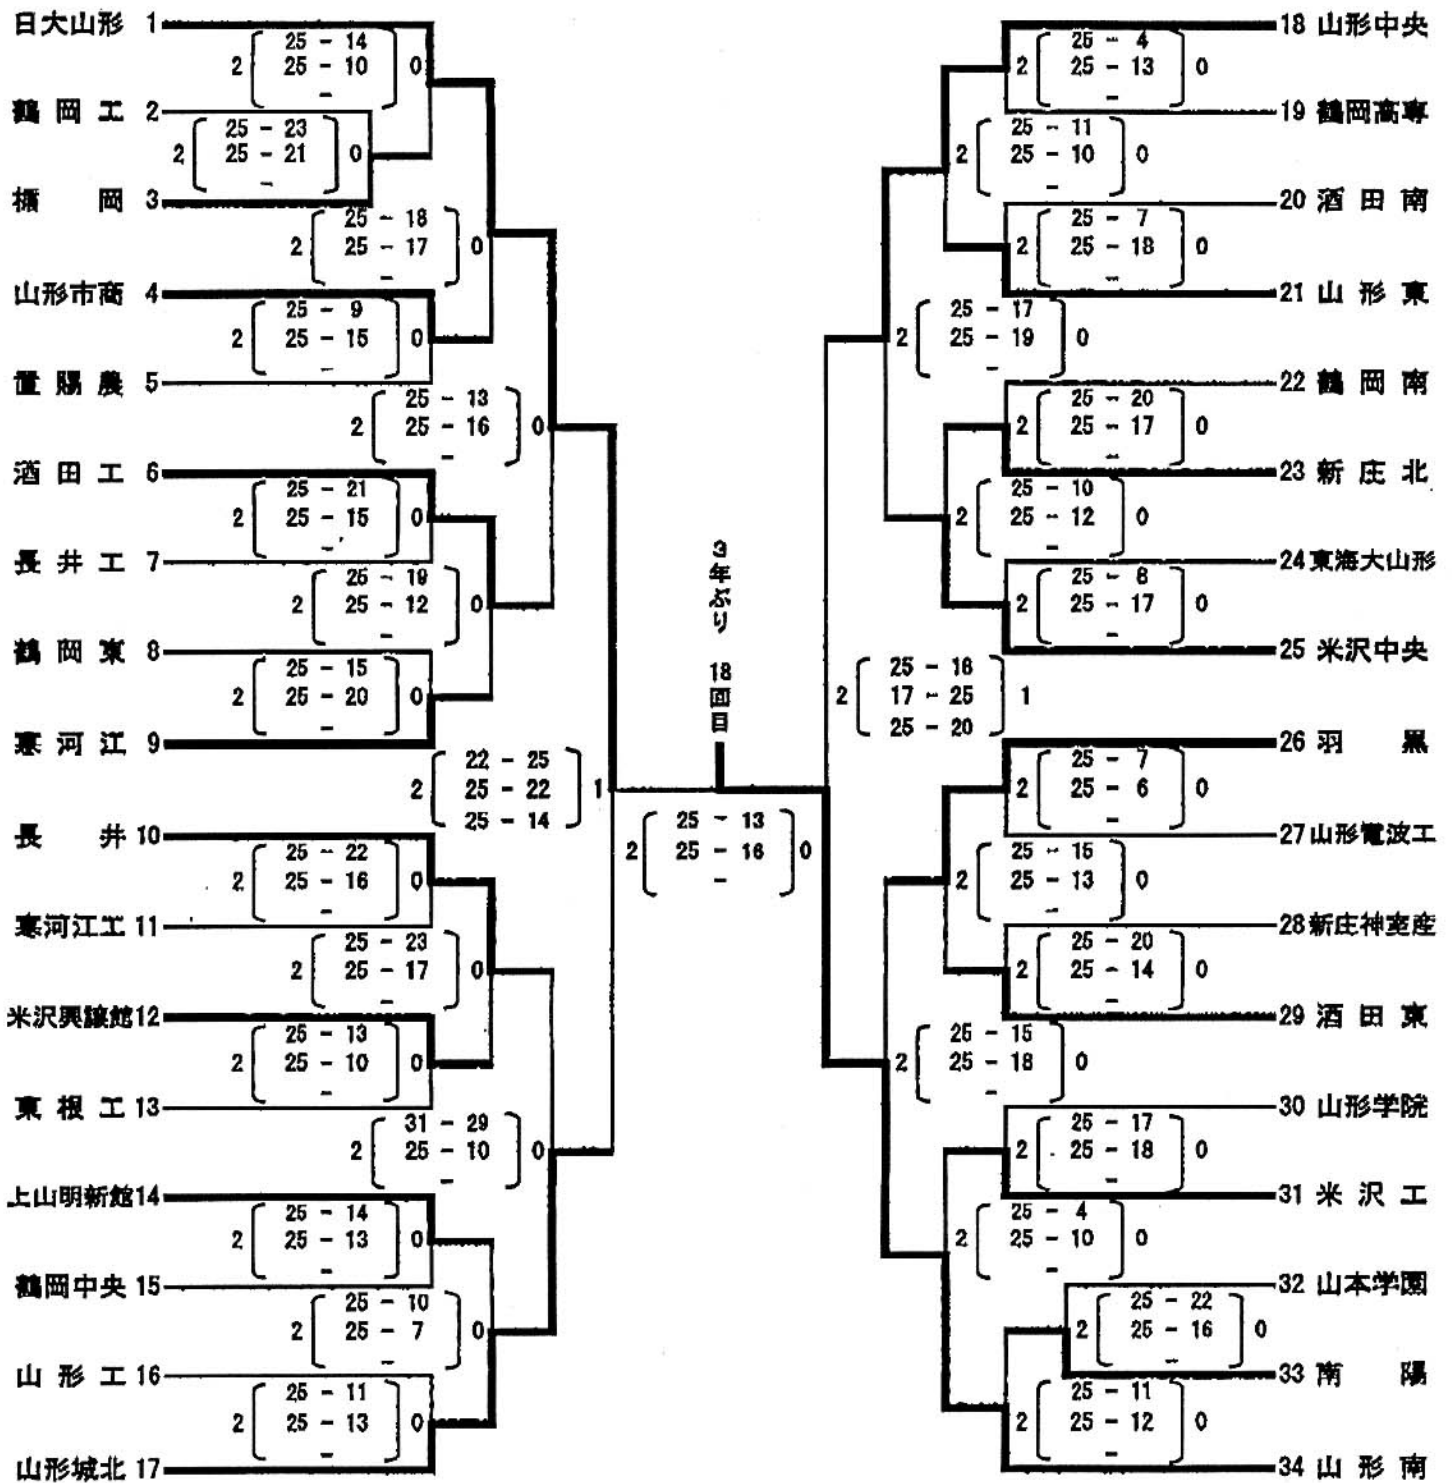 日大山形 1
25 - 14
2 25 - 10 0
-
鶴岡工 2
25 - 23
2 25 - 21 0
-
楯岡 3
25 - 18
2 25 - 17 0
-
山形市商 4
25 - 9
2 25 - 15 0
-
置賜農 5
25 - 13
2 25 - 16 0
-
酒田工 6
25 - 21
2 25 - 15 0
-
長井工 7
25 - 19
2 25 - 12 0
-
鶴岡東 8
25 - 15
2 25 - 20 0
-
寒河江 9
22 - 25
2 25 - 22 1
25 - 14
長井 10
25 - 22
2 25 - 16 0
-
寒河江工 11
25 - 23
2 25 - 17 0
-
米沢興譲館 12
25 - 13
2 25 - 10 0
-
東根工 13
31 - 29
2 25 - 10 0
-
上山明新館 14
25 - 14
2 25 - 13 0
-
鶴岡中央 15
25 - 10
2 25 - 7 0
-
山形工 16
25 - 11
2 25 - 13 0
-
山形城北 17
3年ぶり 18回目
25 - 13
2 25 - 16 0
-
18 山形中央
25 - 4
2 25 - 13 0
-
19 鶴岡高専
25 - 11
2 25 - 10 0
-
20 酒田南
25 - 7
2 25 - 18 0
-
21 山形東
25 - 17
2 25 - 19 0
-
22 鶴岡南
25 - 20
2 25 - 17 0
-
23 新庄北
25 - 10
2 25 - 12 0
-
24 東海大山形
25 - 8
2 25 - 17 0
-
25 米沢中央
25 - 16
2 17 - 25 1
25 - 20
26 羽黒
25 - 7
2 25 - 6 0
-
27 山形電波工
25 - 15
2 25 - 13 0
-
28 新庄神室産
25 - 20
2 25 - 14 0
-
29 酒田東
25 - 15
2 25 - 18 0
-
30 山形学院
25 - 17
2 25 - 18 0
-
31 米沢工
25 - 4
2 25 - 10 0
-
32 山本学園
25 - 22
2 25 - 16 0
-
33 南陽
25 - 11
2 25 - 12 0
-
34 山形南